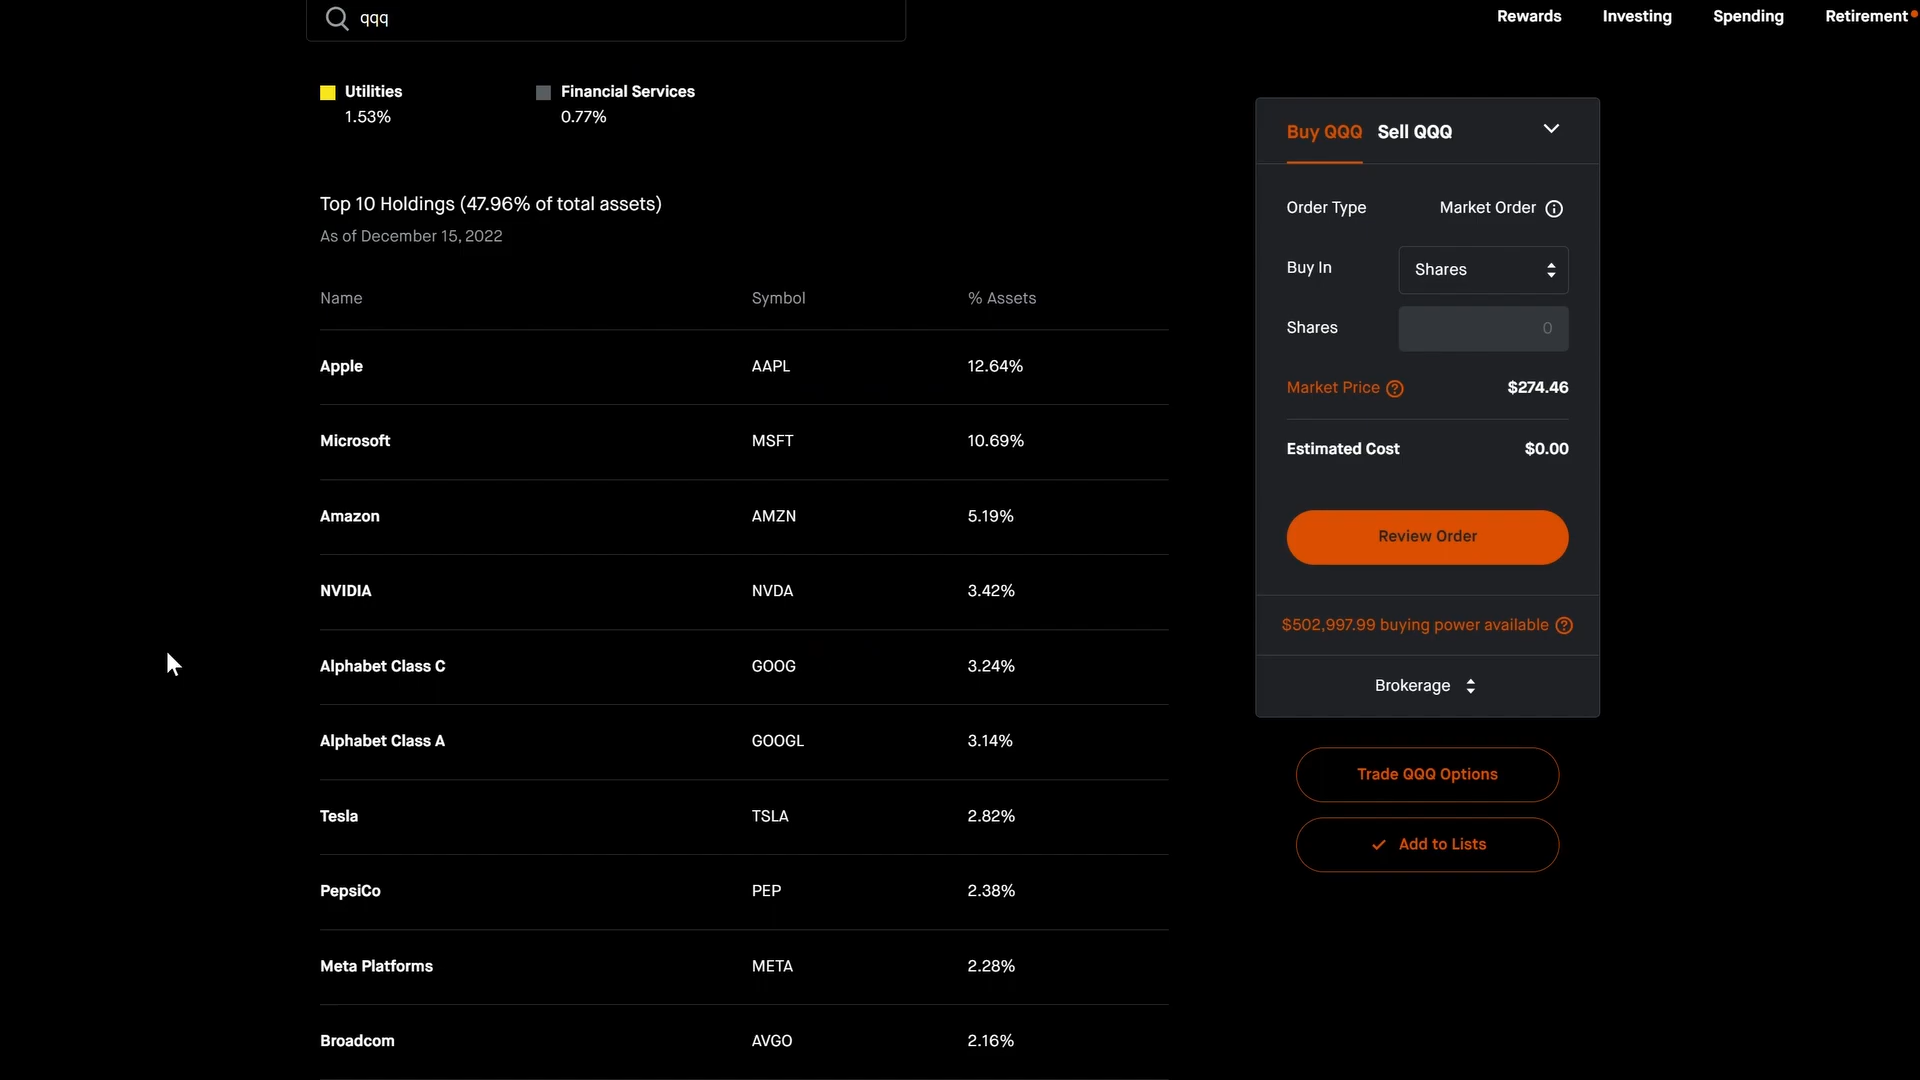 qqq
Rewards Investing Spending Retirement
Utilities Financial Services
1.53% 0.77%
Top 10 Holdings (47.96% of total assets)
As of December 15, 2022
Name Symbol % Assets
Apple AAPL 12.64%
Microsoft MSFT 10.69%
Amazon AMZN 5.19%
NVIDIA NVDA 3.42%
Alphabet Class C GOOG 3.24%
Alphabet Class A GOOGL 3.14%
Tesla TSLA 2.82%
PepsiCo PEP 2.38%
Meta Platforms META 2.28%
Broadcom AVGO 2.16%
Buy QQQ Sell QQQ
Order Type Market Order
Buy In Shares
Shares 0
Market Price $274.46
Estimated Cost $0.00
Review Order
$502,997.99 buying power available
Brokerage
Trade QQQ Options
Add to Lists